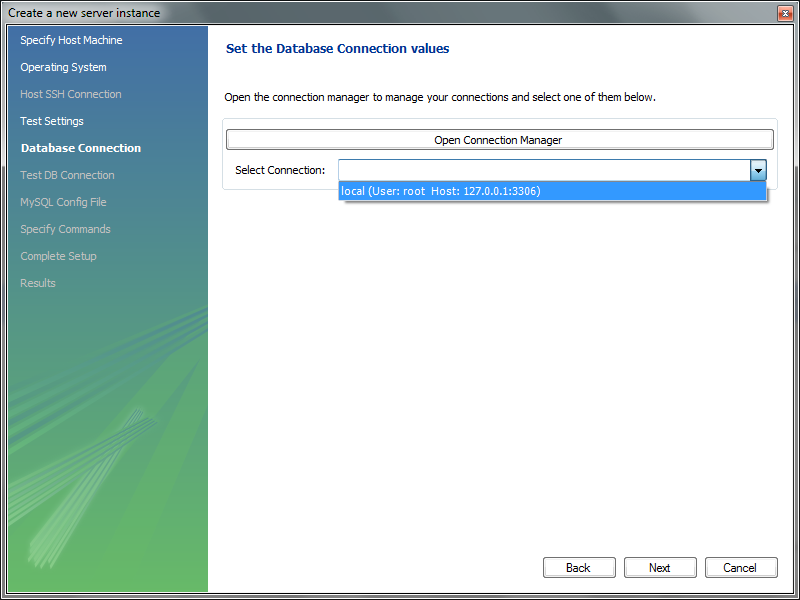 Create a new server instance
Specify Host Machine
Operating System
Host SSH Connection
Test Settings
Database Connection
Test DB Connection
MySQL Config File
Specify Commands
Complete Setup
Results
Set the Database Connection values
Open the connection manager to manage your connections and select one of them below.
Open Connection Manager
Select Connection:
local (User: root Host: 127.0.0.1:3306)
Back
Next
Cancel